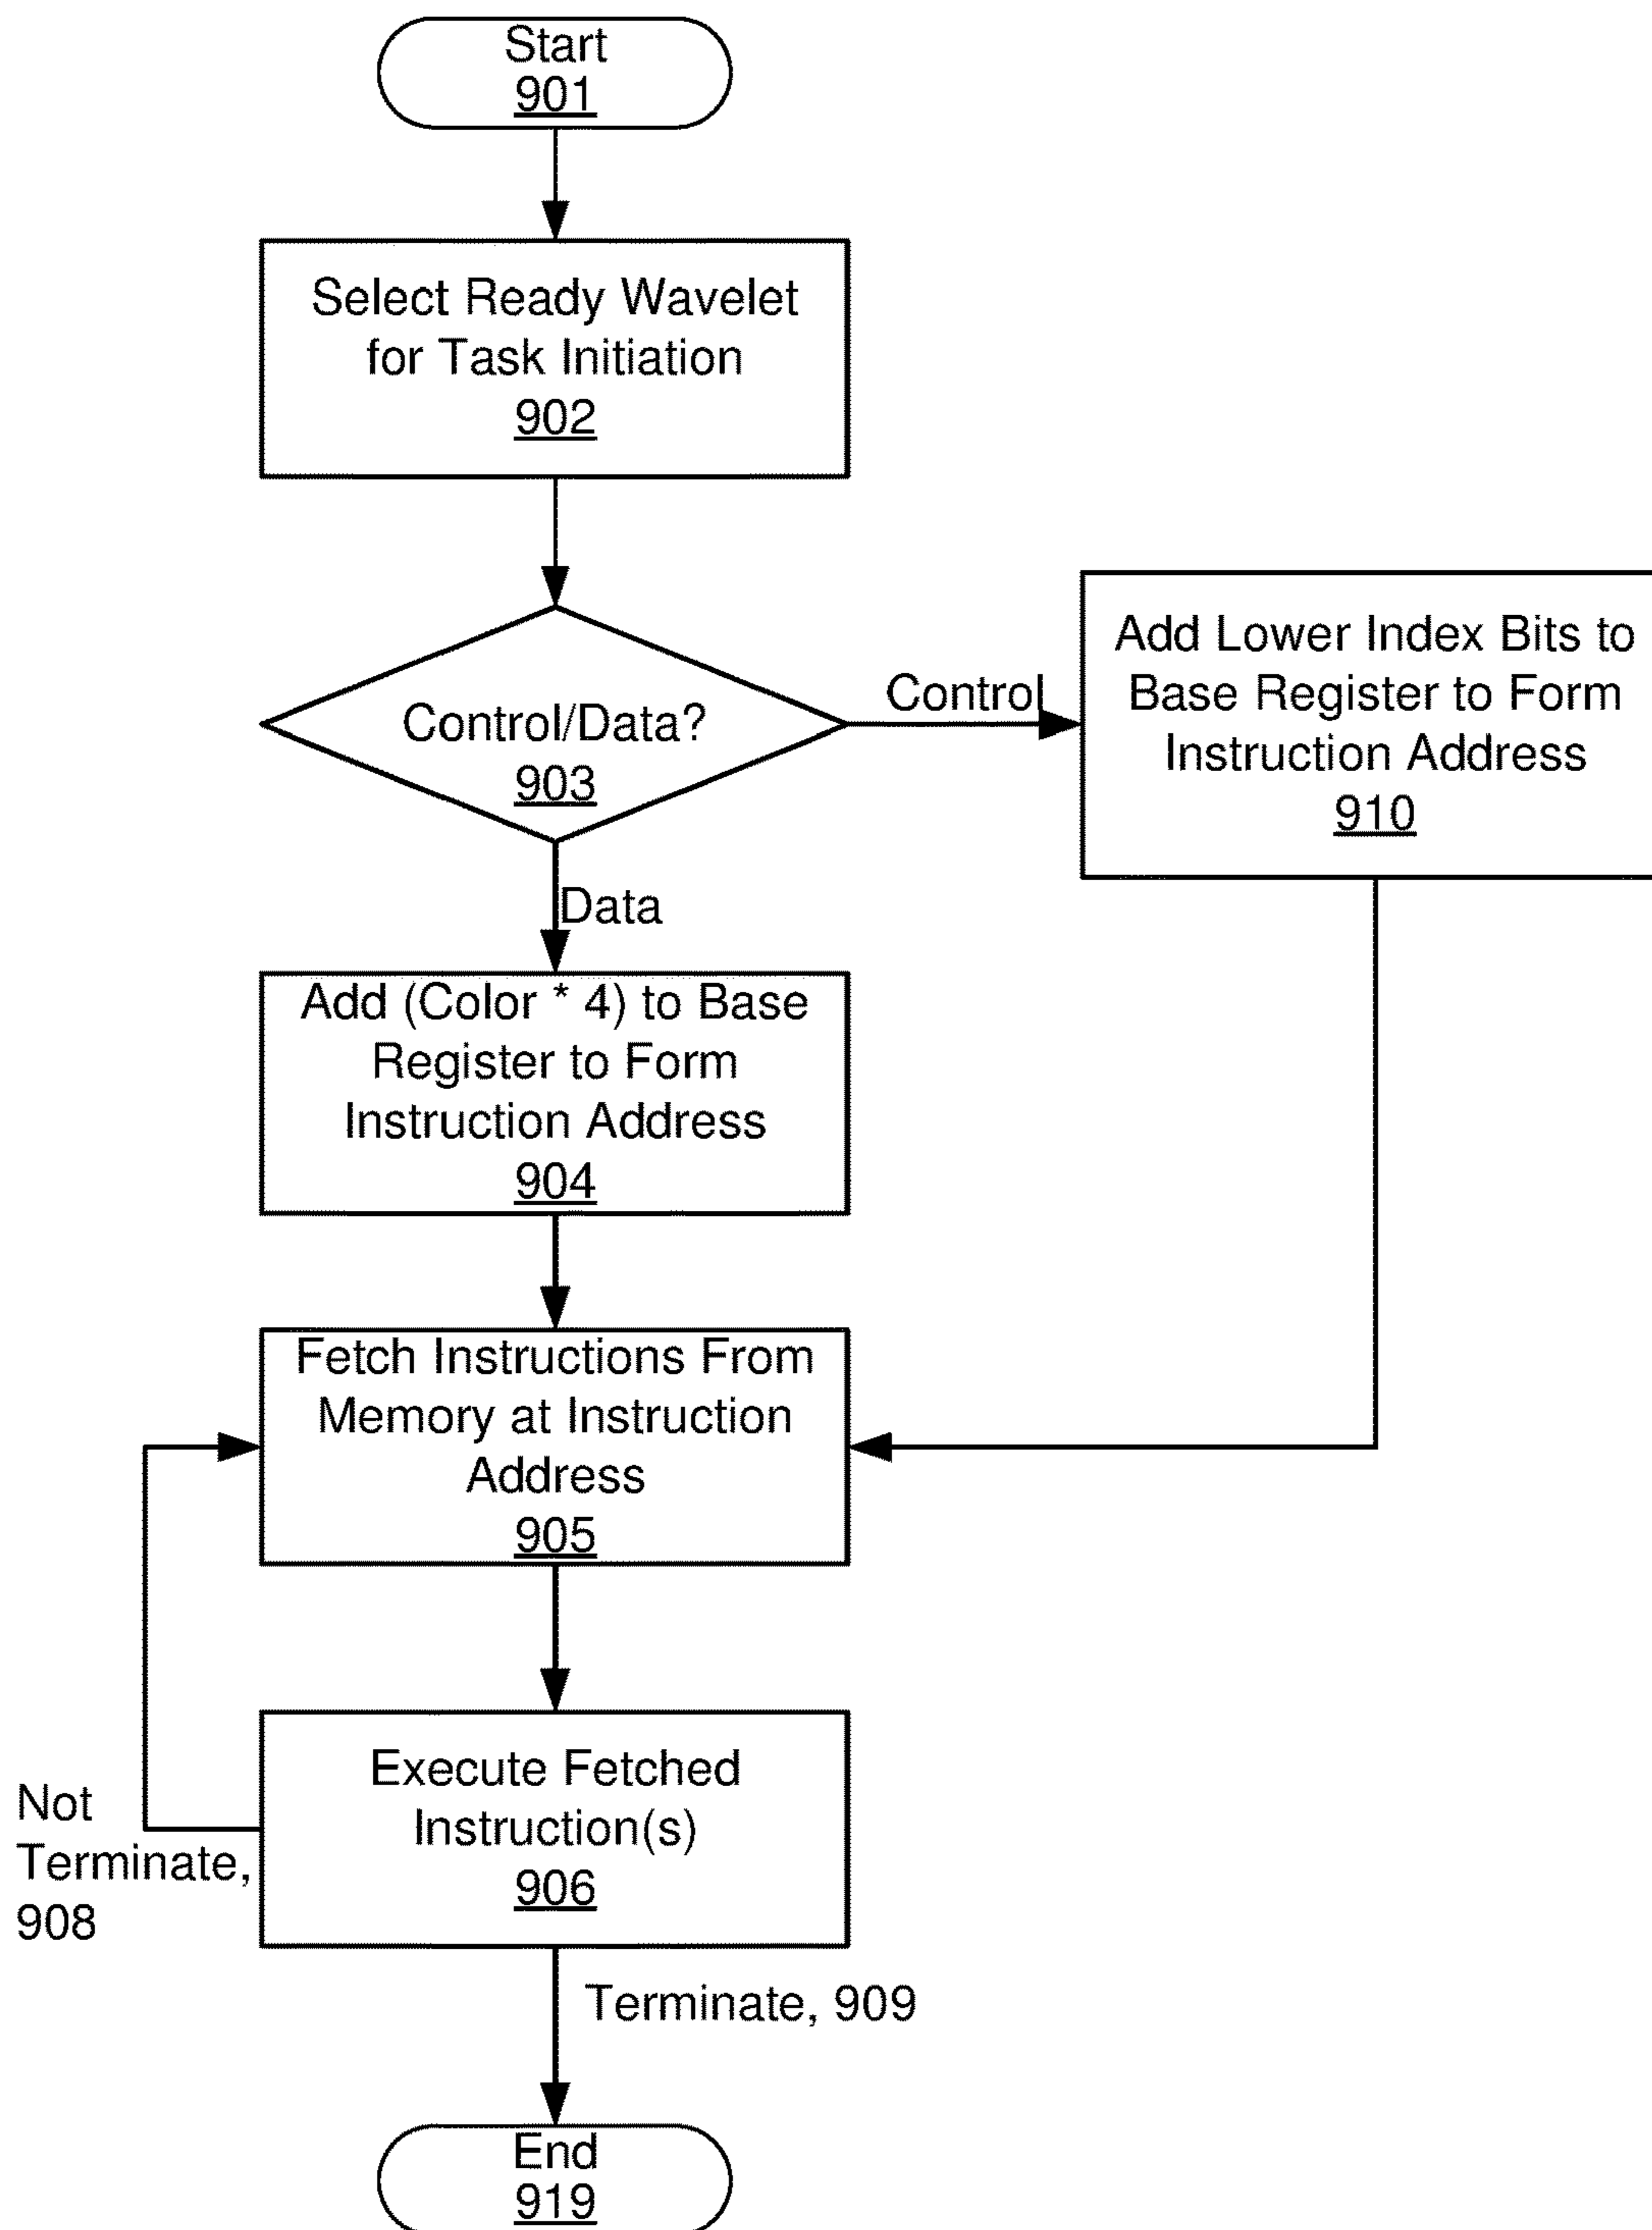 Start
901
Select Ready Wavelet
for Task Initiation
902
Control/Data?
903
Control
Add Lower Index Bits to
Base Register to Form
Instruction Address
910
Data
Add (Color * 4) to Base
Register to Form
Instruction Address
904
Fetch Instructions From
Memory at Instruction
Address
905
Execute Fetched
Instruction(s)
906
Not
Terminate,
908
Terminate, 909
End
919